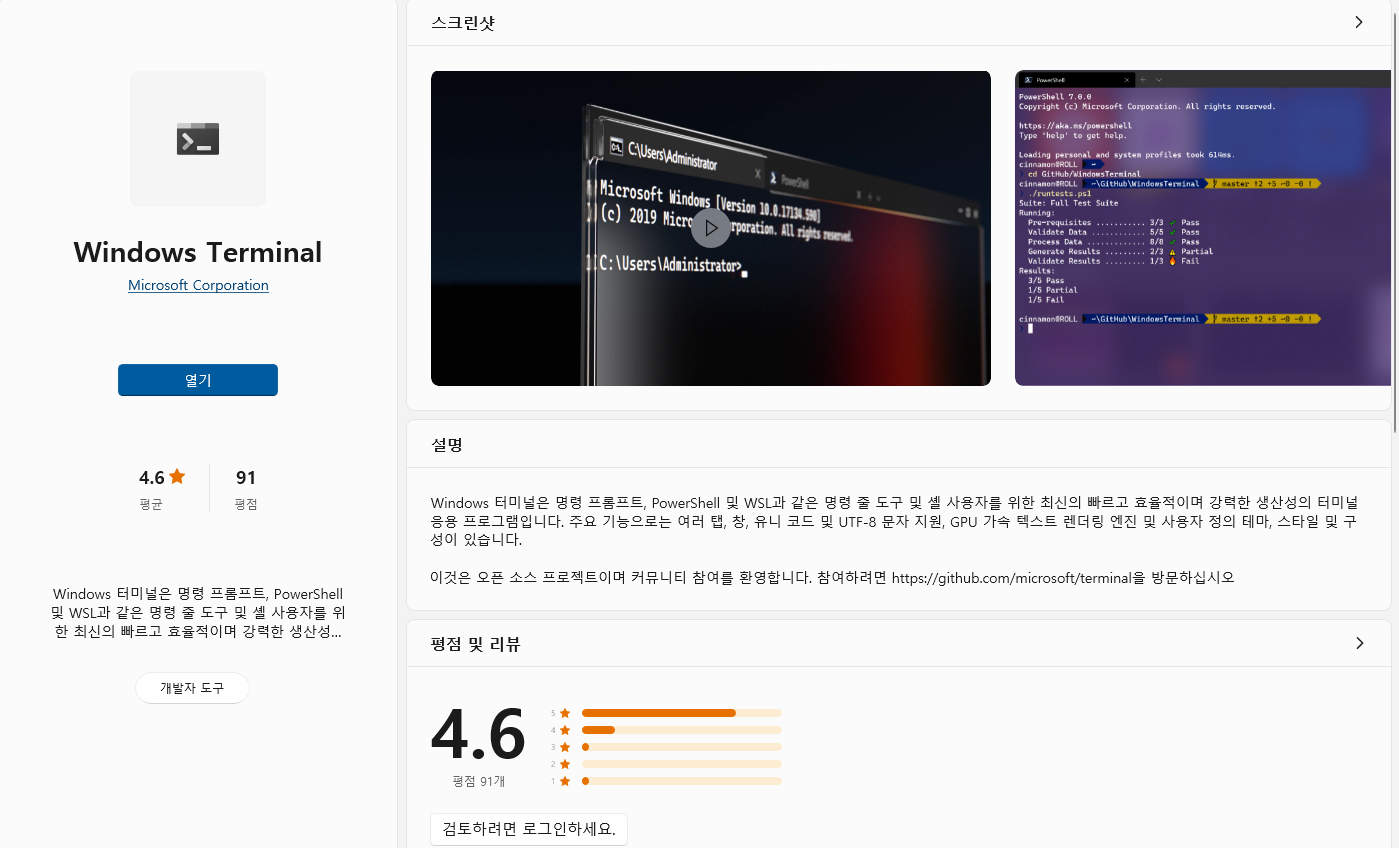 Windows Terminal
Microsoft Corporation
열기
4.6
평균
91
평점
Windows 터미널은 명령 프롬프트, PowerShell
및 WSL과 같은 명령 줄 도구 및 셸 사용자를 위
한 최신의 빠르고 효율적이며 강력한 생산성...
개발자 도구
스크린샷
C:\Users\Administrator X PowerShell
Microsoft Windows [Version 10.0.17134.590]
(c) 2019 Micro rporation. All rights reserved.
C:\Users\Administrator>
PowerShell
PowerShell 7.0.0
Copyright (c) Microsoft Corporation. All rights reserved.
https://aka.ms/powershell
Type 'help' to get help.
Loading personal and system profiles took 614ms.
cinnamon@ROLL ~
cd GitHub/WindowsTerminal
cinnamon@ROLL ~\GitHub\WindowsTerminal master ↑2 +5 ~8 -0 !
./runtests.ps1
Suite: Full Test Suite
Running:
Pre-requisites ........... 3/3 ✓ Pass
Validate Data ............ 5/5 ✓ Pass
Process Data ............. 8/8 ✓ Pass
Generate Results ......... 2/3 ⚠ Partial
Validate Results ......... 1/3 🔥 Fail
Results:
3/5 Pass
1/5 Partial
1/5 Fail
cinnamon@ROLL ~\GitHub\WindowsTerminal master ↑2 +5 ~8 -0 !
설명
Windows 터미널은 명령 프롬프트, PowerShell 및 WSL과 같은 명령 줄 도구 및 셸 사용자를 위한 최신의 빠르고 효율적이며 강력한 생산성의 터미널
응용 프로그램입니다. 주요 기능으로는 여러 탭, 창, 유니 코드 및 UTF-8 문자 지원, GPU 가속 텍스트 렌더링 엔진 및 사용자 정의 테마, 스타일 및 구
성이 있습니다.
이것은 오픈 소스 프로젝트이며 커뮤니티 참여를 환영합니다. 참여하려면 https://github.com/microsoft/terminal을 방문하십시오
평점 및 리뷰
4.6
평점 91개
5
4
3
2
1
검토하려면 로그인하세요.